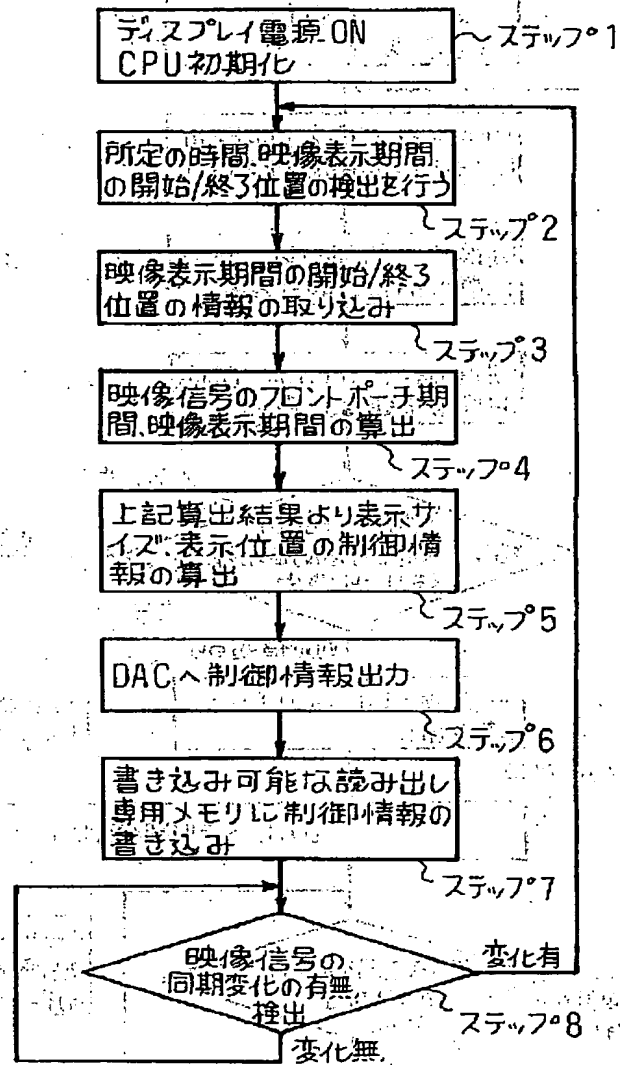 ディスプレイ電源ON
CPU初期化
ステップ1
所定の時間、映像表示期間
の開始/終了位置の検出を行う
ステップ2
映像表示期間の開始/終了
位置の情報の取り込み
ステップ3
映像信号のフロントポーチ期
間、映像表示期間の算出
ステップ4
上記算出結果より表示サ
イズ、表示位置の制御情
報の算出
ステップ5
DACへ制御情報出力
ステップ6
書き込み可能な読み出し
専用メモリに制御情報の
書き込み
ステップ7
映像信号の
同期変化の有無
検出
変化有
ステップ8
変化無